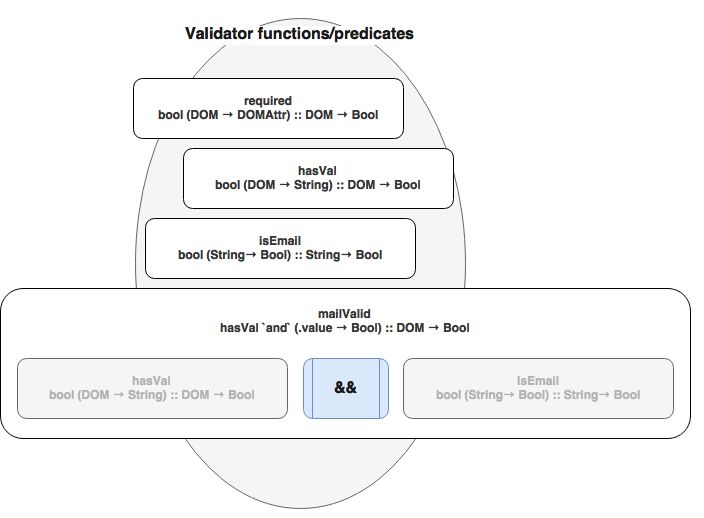 Validator functions/predicates
required
bool (DOM → DOMAttr) :: DOM → Bool
hasVal
bool (DOM → String) :: DOM → Bool
isEmail
bool (String→ Bool) :: String→ Bool
mailValid
hasVal `and` (.value → Bool) :: DOM → Bool
hasVal
bool (DOM → String) :: DOM → Bool
&&
isEmail
bool (String→ Bool) :: String→ Bool